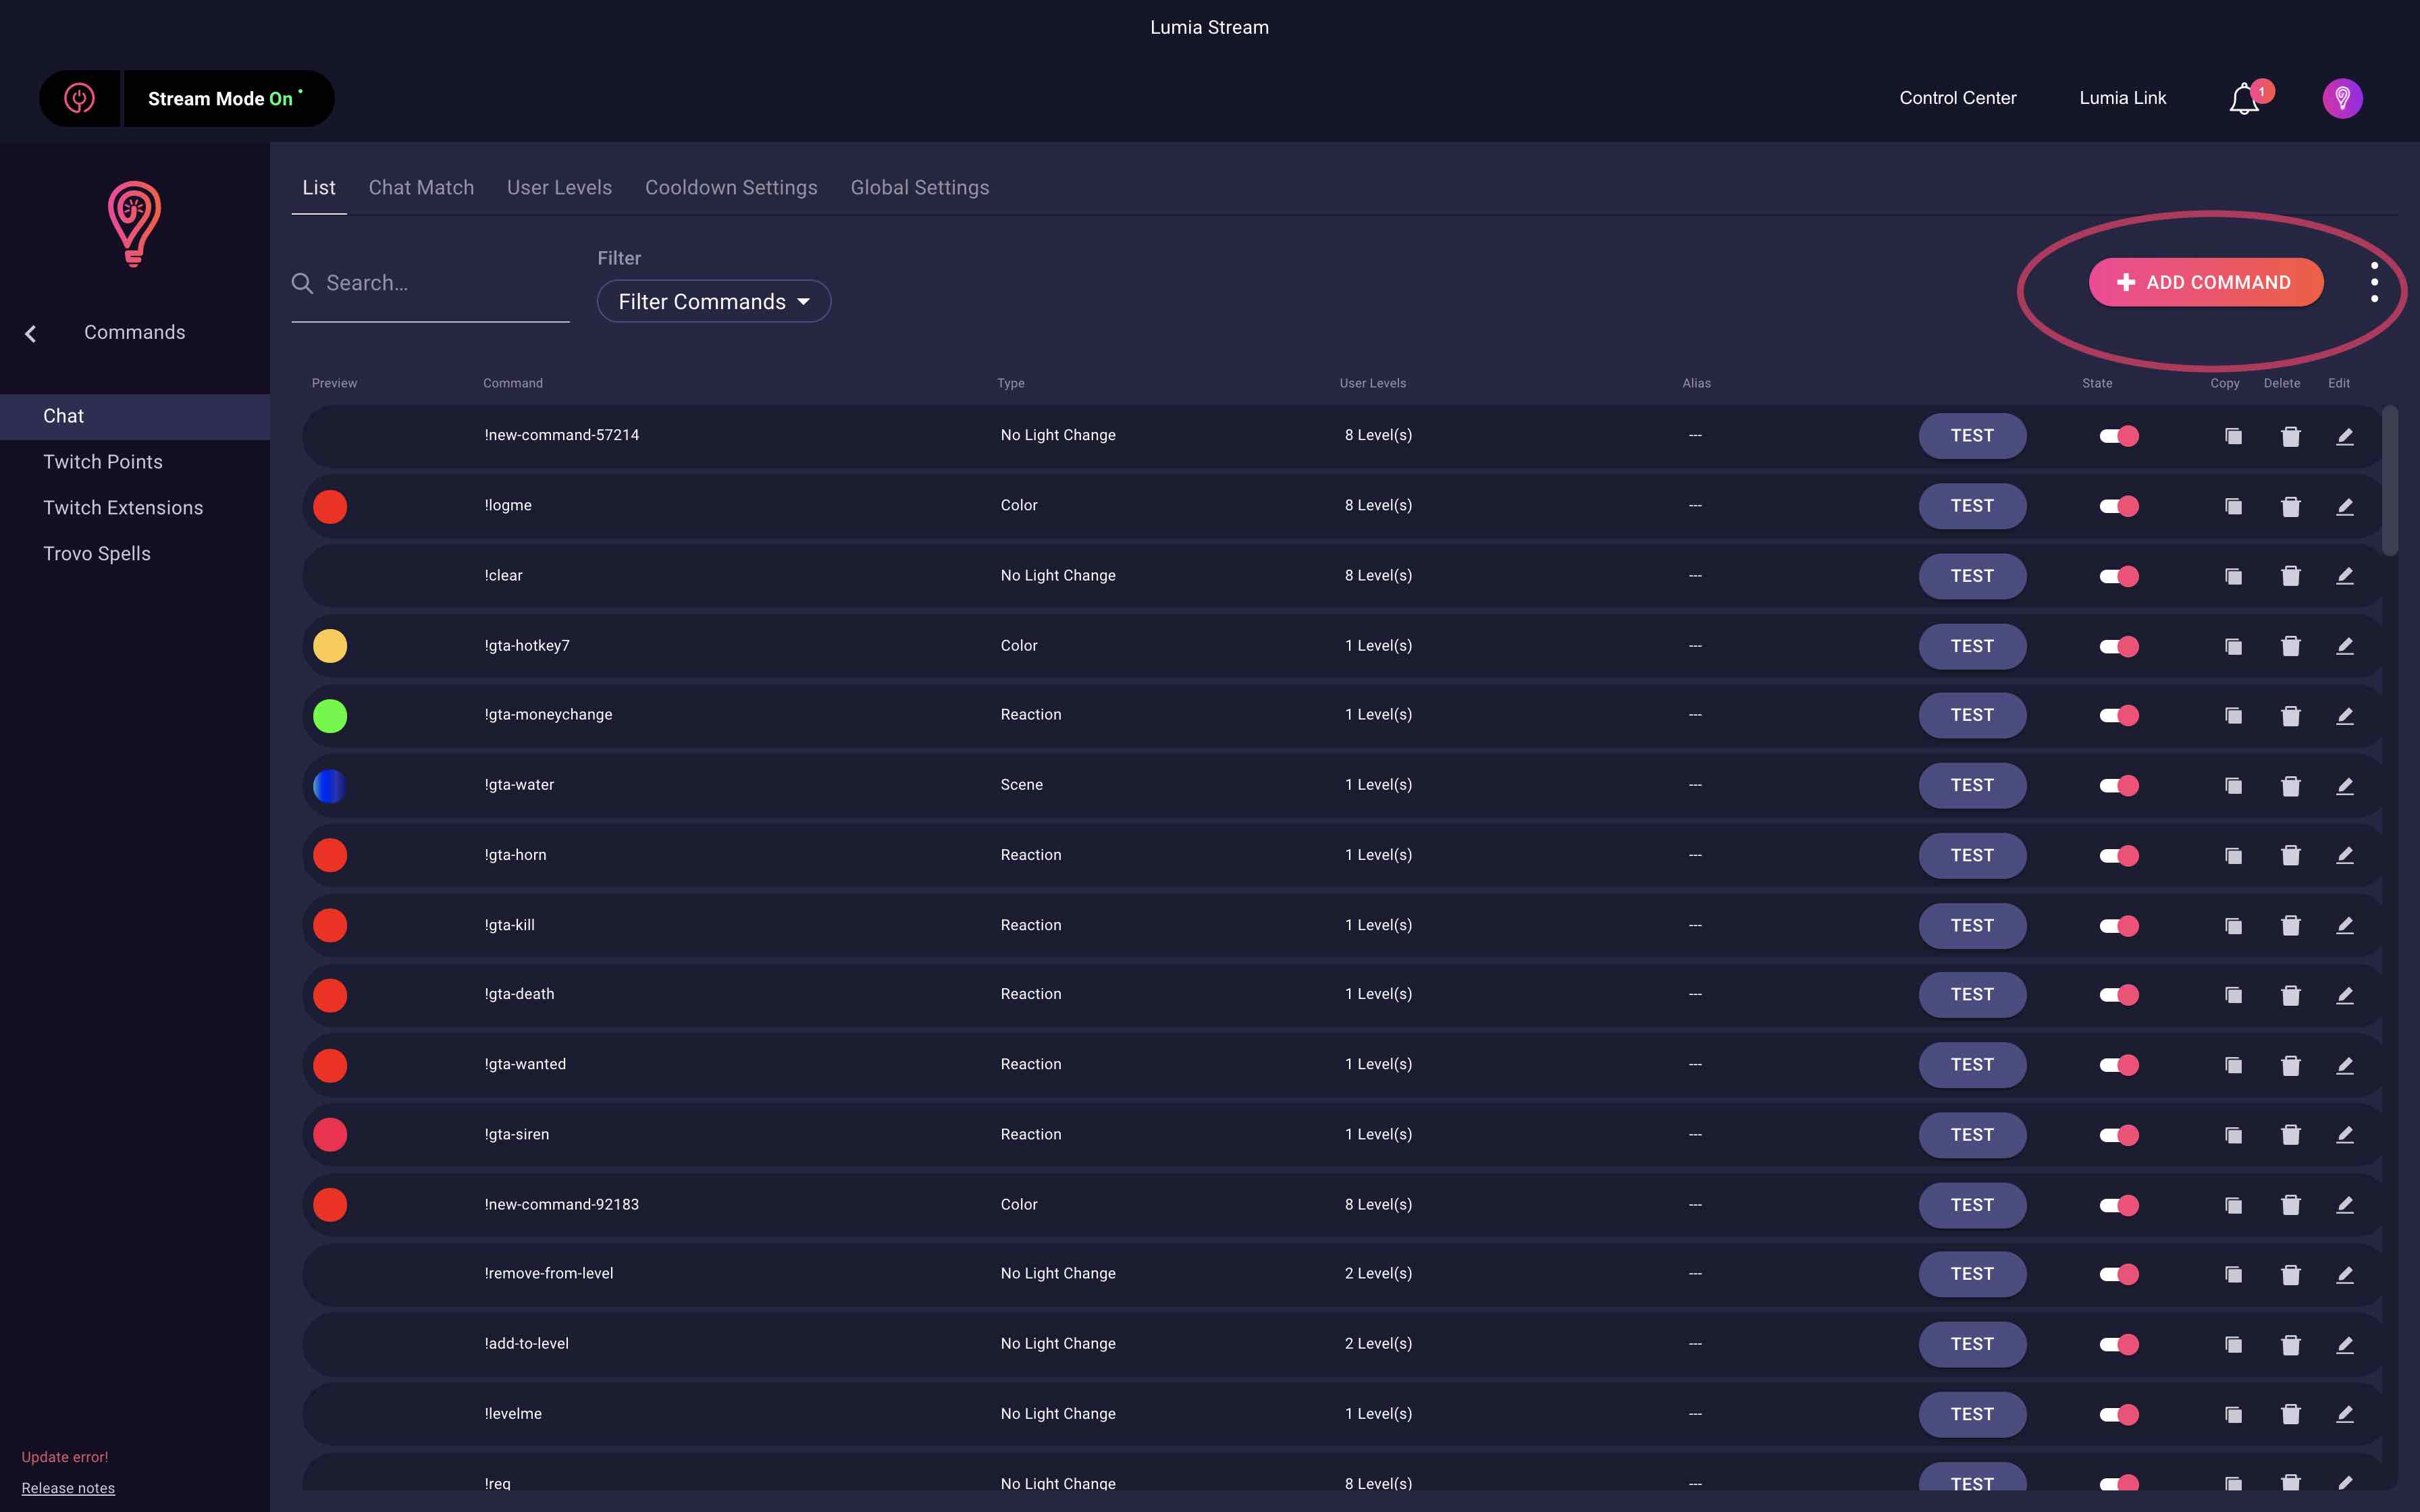 Lumia Stream
Stream Mode On
Control Center
Lumia Link
1
Commands
Chat
Twitch Points
Twitch Extensions
Trovo Spells
Update error!
Release notes
List Chat Match User Levels Cooldown Settings Global Settings
Search...
Filter
Filter Commands
ADD COMMAND
Preview Command Type User Levels Alias State Copy Delete Edit
!new-command-57214 No Light Change 8 Level(s) --- TEST
!logme Color 8 Level(s) --- TEST
!clear No Light Change 8 Level(s) --- TEST
!gta-hotkey7 Color 1 Level(s) --- TEST
!gta-moneychange Reaction 1 Level(s) --- TEST
!gta-water Scene 1 Level(s) --- TEST
!gta-horn Reaction 1 Level(s) --- TEST
!gta-kill Reaction 1 Level(s) --- TEST
!gta-death Reaction 1 Level(s) --- TEST
!gta-wanted Reaction 1 Level(s) --- TEST
!gta-siren Reaction 1 Level(s) --- TEST
!new-command-92183 Color 8 Level(s) --- TEST
!remove-from-level No Light Change 2 Level(s) --- TEST
!add-to-level No Light Change 2 Level(s) --- TEST
!levelme No Light Change 1 Level(s) --- TEST
No Light Change 8 Level(s) --- TEST